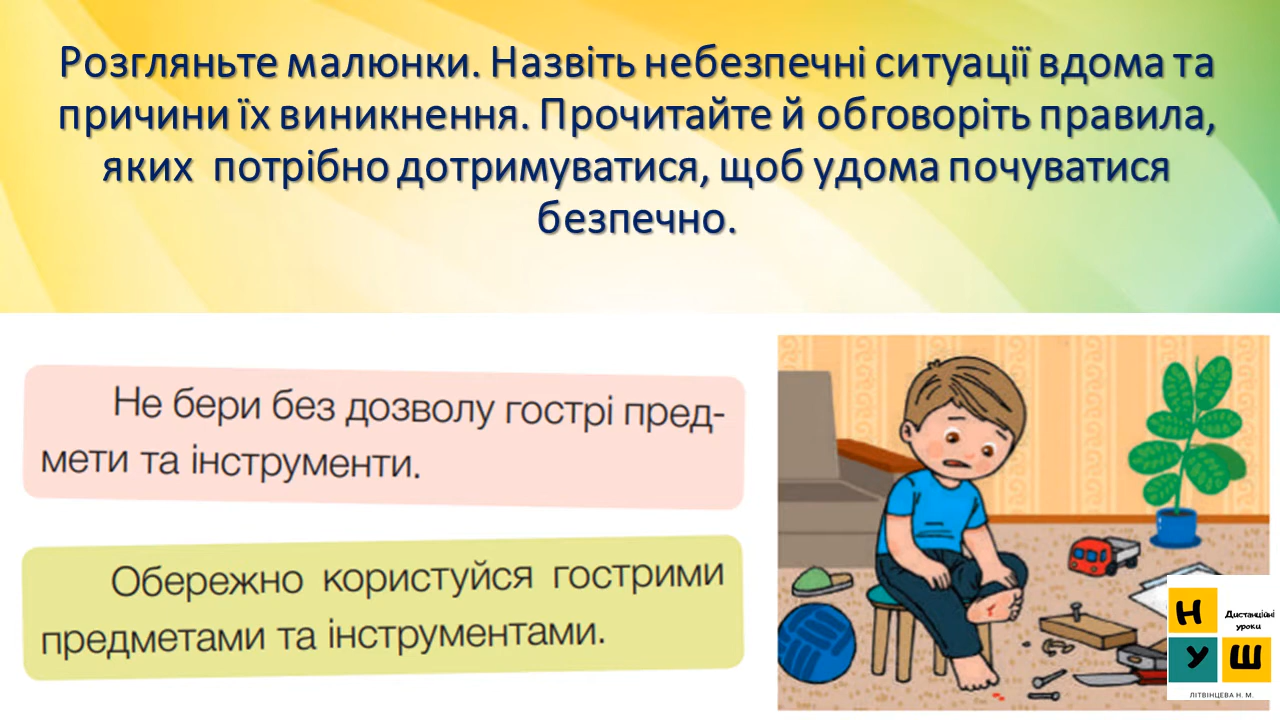 Розгляньте малюнки. Назвіть небезпечні ситуації вдома та
причини їх виникнення. Прочитайте й обговоріть правила,
яких потрібно дотримуватися, щоб удома почуватися
безпечно.
Не бери без дозволу гострі пред-
мети та інструменти.
Обережно користуйся гострими
предметами та інструментами.
Н
Дистанційні
уроки
У Ш
ЛІТВІНЦЕВА Н. М.